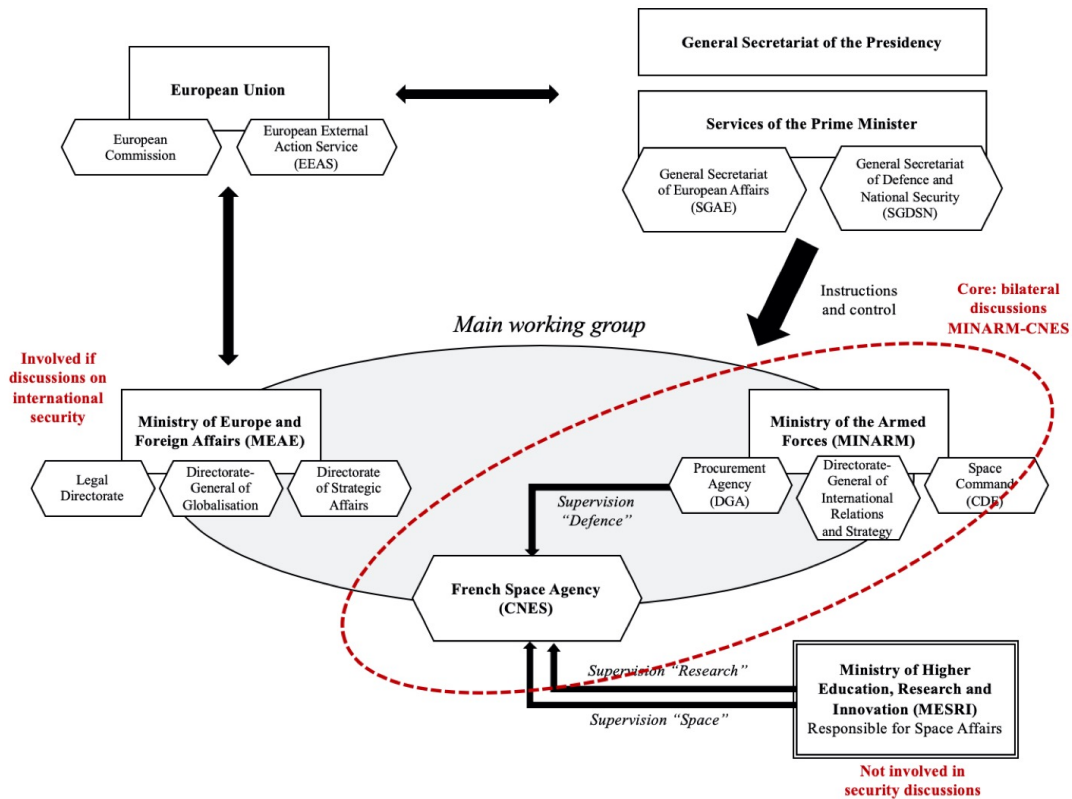 General Secretariat of the Presidency
European Union
European
Commission
European External
Action Service
(EEAS)
Services of the Prime Minister
General Secretariat
of European Affairs
(SGAE)
General Secretariat
of Defence and
National Security
(SGDSN)
Instructions
and control
Core: bilateral
discussions
MINARM-CNES
Main working group
Involved if
discussions on
international
security
Ministry of Europe and
Foreign Affairs (MEAE)
Legal
Directorate
Directorate-
General of
Globalisation
Directorate
of Strategic
Affairs
Ministry of the Armed
Forces (MINARM)
Procurement
Agency
(DGA)
Directorate-
General of
International
Relations
and Strategy
Space
Command
(CDE)
Supervision
“Defence”
French Space Agency
(CNES)
Supervision “Research”
Supervision “Space”
Ministry of Higher
Education, Research and
Innovation (MESRI)
Responsible for Space Affairs
Not involved in
security discussions